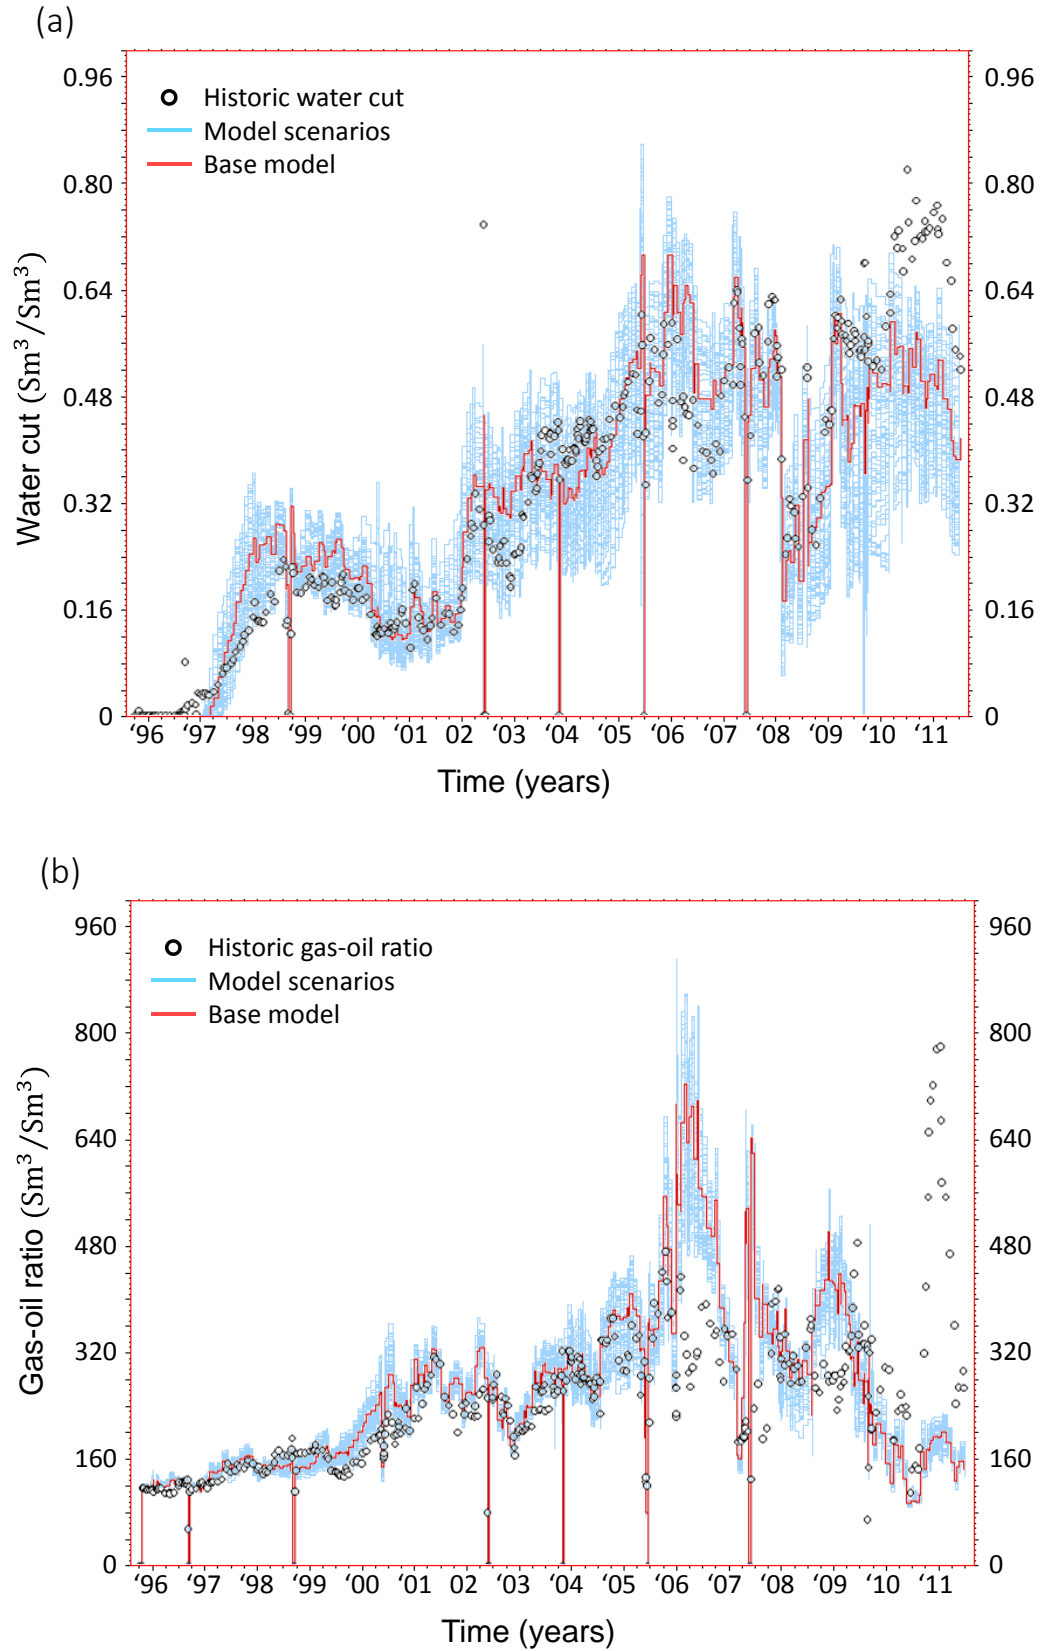 (a)
0.96 0.96
Historic water cut
Model scenarios
Base model
0.80 0.80
0.64 0.64
0.48 0.48
0.32 0.32
0.16 0.16
0 0
Water cut (Sm³/Sm³)
‘96 ‘97 ‘98 ‘99 ‘00 ‘01 02 ‘03 ‘04 ‘05 ‘06 ‘07 ‘08 ‘09 ‘10 ‘11
Time (years)
(b)
960 960
Historic gas-oil ratio
Model scenarios
Base model
800 800
640 640
480 480
320 320
160 160
0 0
Gas-oil ratio (Sm³/Sm³)
‘96 ‘97 ‘98 ‘99 ‘00 ‘01 02 ‘03 ‘04 ‘05 ‘06 ‘07 ‘08 ‘09 ‘10 ‘11
Time (years)